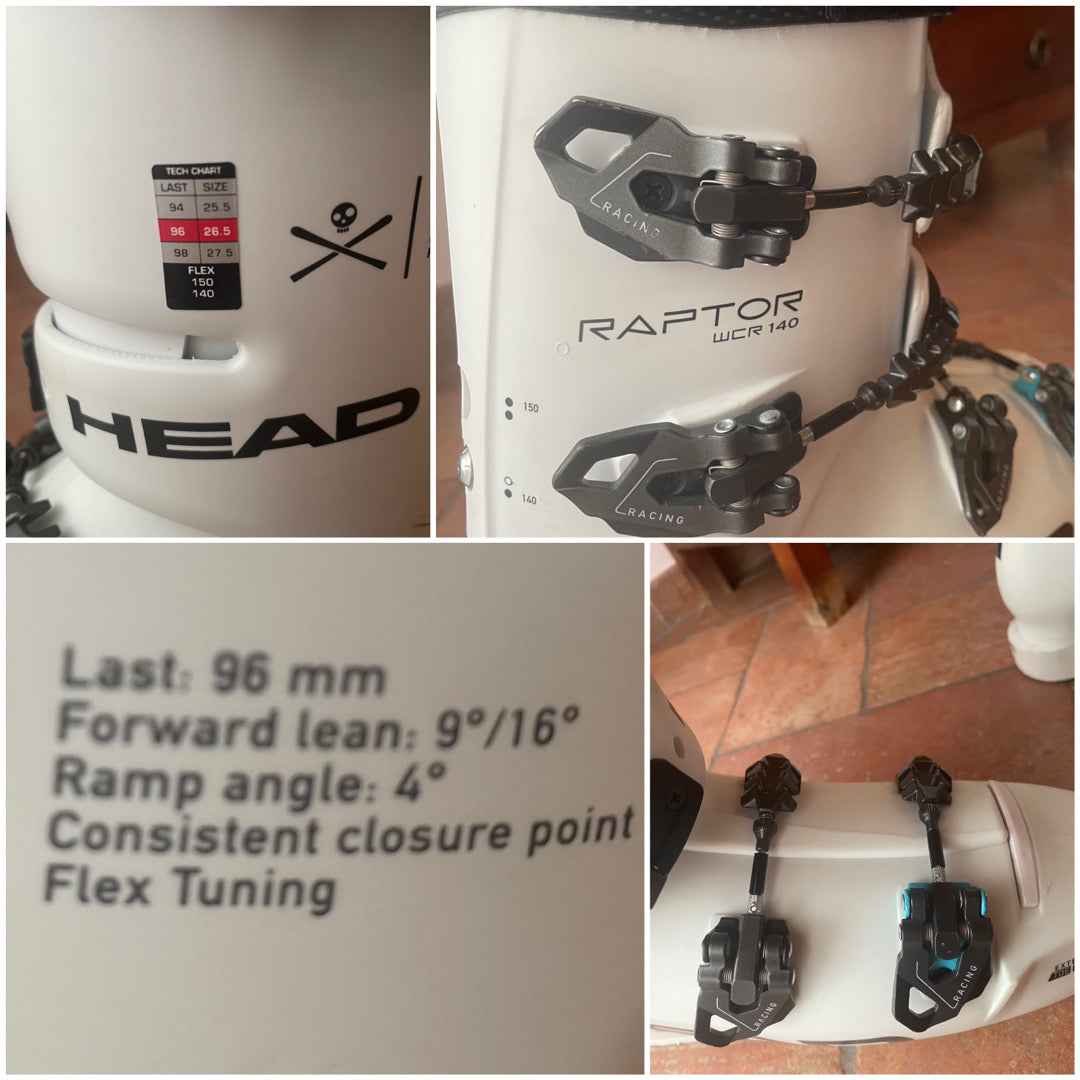 TECH CHART
LAST SIZE
94 25.5
96 26.5
98 27.5
FLEX
150
140
HEAD
RACING
RAPTOR
WCR 140
150
RACING
140
RACING
Last: 96 mm
Forward lean: 9°/16°
Ramp angle: 4°
Consistent closure point
Flex Tuning
RACING
RACING